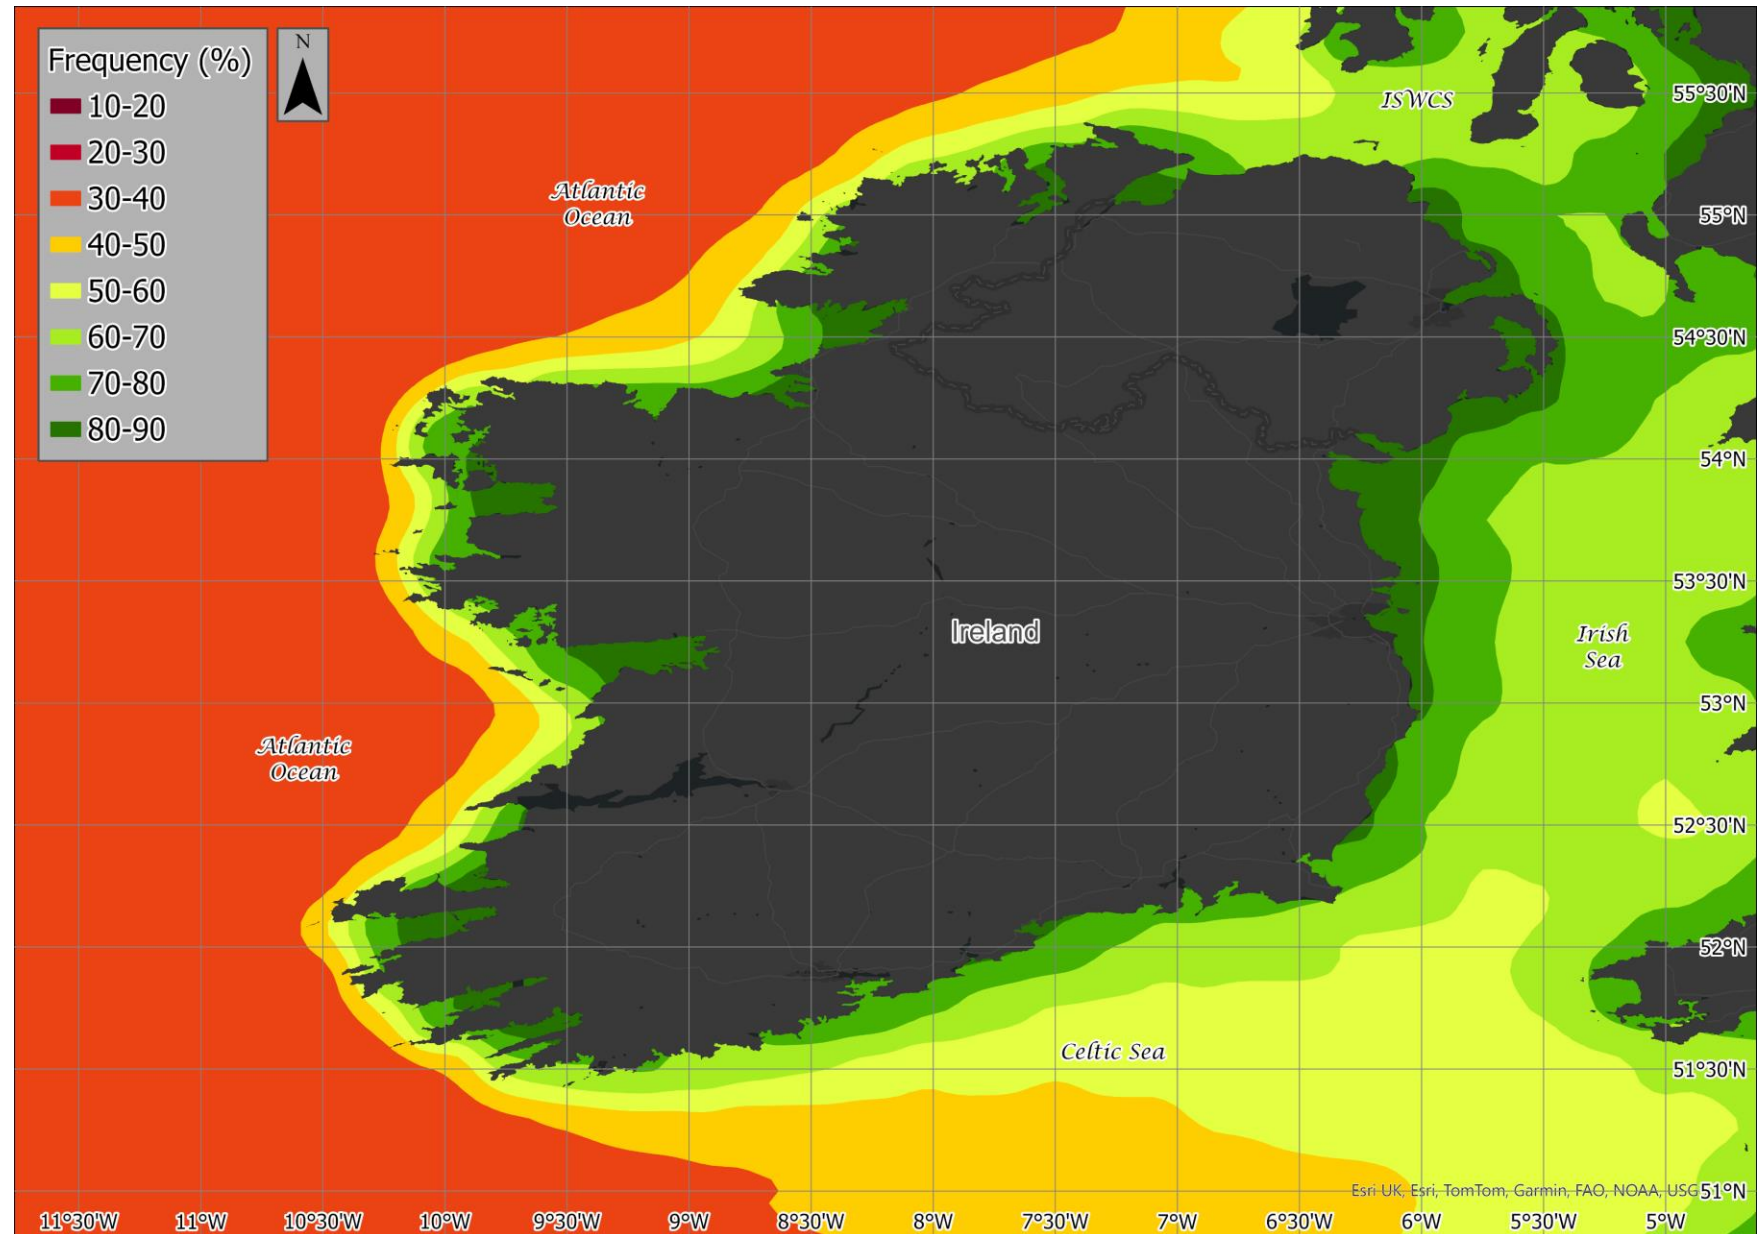 Frequency (%)
10-20
20-30
30-40
40-50
50-60
60-70
70-80
80-90
N
ISWCS
55°30'N
Atlantic
Ocean
55°N
54°30'N
54°N
53°30'N
Ireland
Irish
Sea
53°N
Atlantic
Ocean
52°30'N
52°N
Celtic Sea
51°30'N
Esri UK, Esri, TomTom, Garmin, FAO, NOAA, USG
51°N
11°30'W 11°W 10°30'W 10°W 9°30'W 9°W 8°30'W 8°W 7°30'W 7°W 6°30'W 6°W 5°30'W 5°W